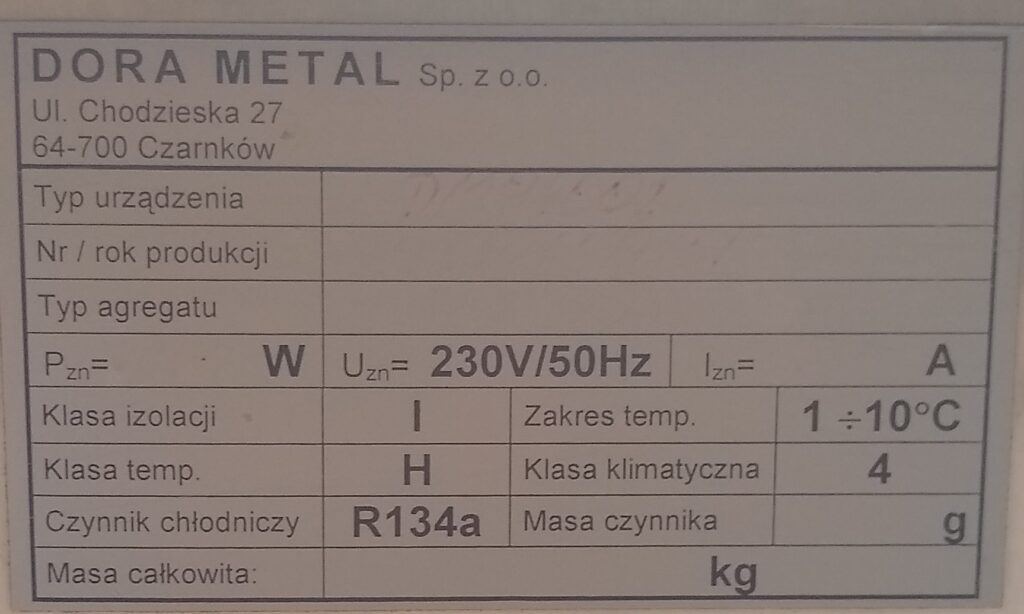 DORA METAL Sp. z o.o.
Ul. Chodzieska 27
64-700 Czarnków
Typ urządzenia
Nr / rok produkcji
Typ agregatu
Pzn= W Uzn= 230V/50Hz Izn= A
Klasa izolacji I Zakres temp. 1 ÷10°C
Klasa temp. H Klasa klimatyczna 4
Czynnik chłodniczy R134a Masa czynnika g
Masa całkowita: kg